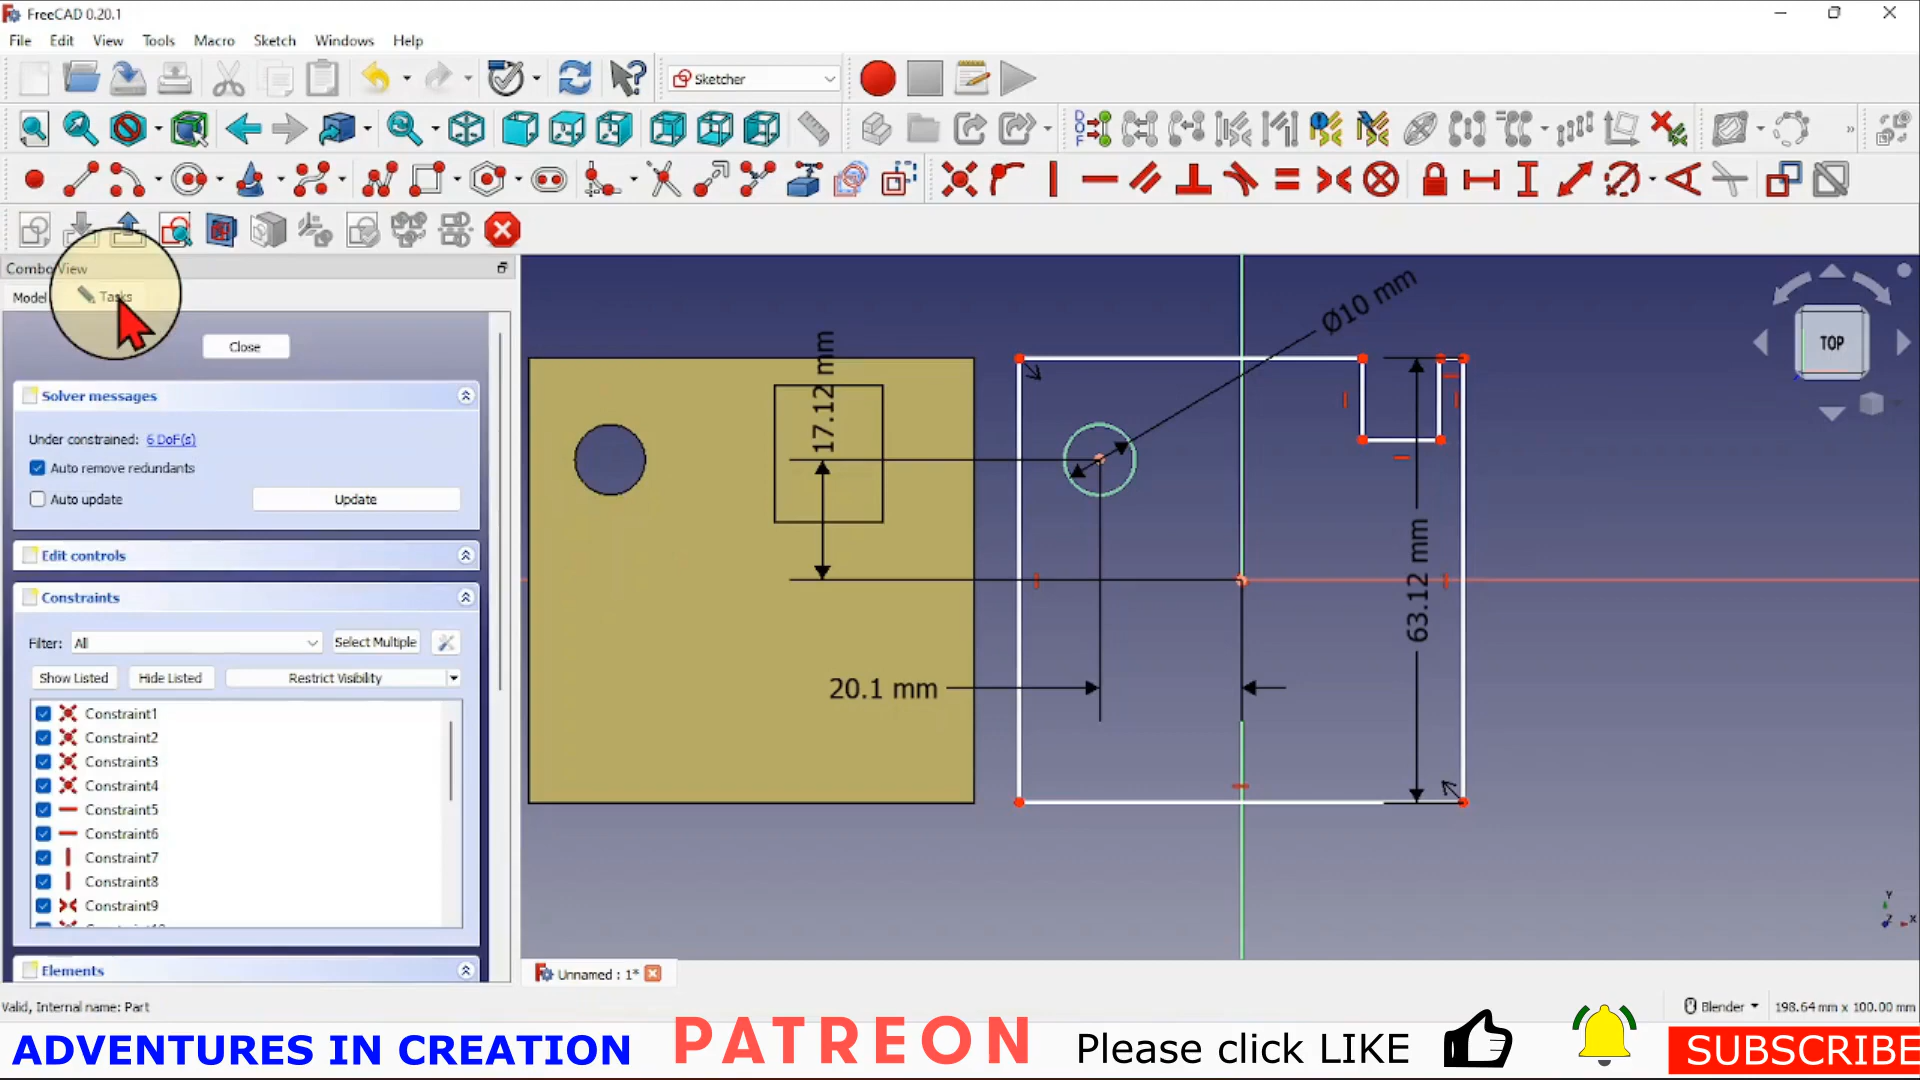 FreeCAD 0.20.1
File Edit View Tools Macro Sketch Windows Help
Sketcher
Combo View
Model Tasks
Close
Solver messages
Under constrained: 6 DoF(s)
Auto remove redundants
Auto update Update
Edit controls
Constraints
Filter: All Select Multiple
Show Listed Hide Listed Restrict Visibility
Constraint1
Constraint2
Constraint3
Constraint4
Constraint5
Constraint6
Constraint7
Constraint8
Constraint9
Elements
17.12 mm
Ø10 mm
20.1 mm
63.12 mm
TOP
Y
Z X
Unnamed : 1*
Valid, Internal name: Part
Blender 198.64 mm x 100.00 mm
ADVENTURES IN CREATION PATREON Please click LIKE SUBSCRIBE